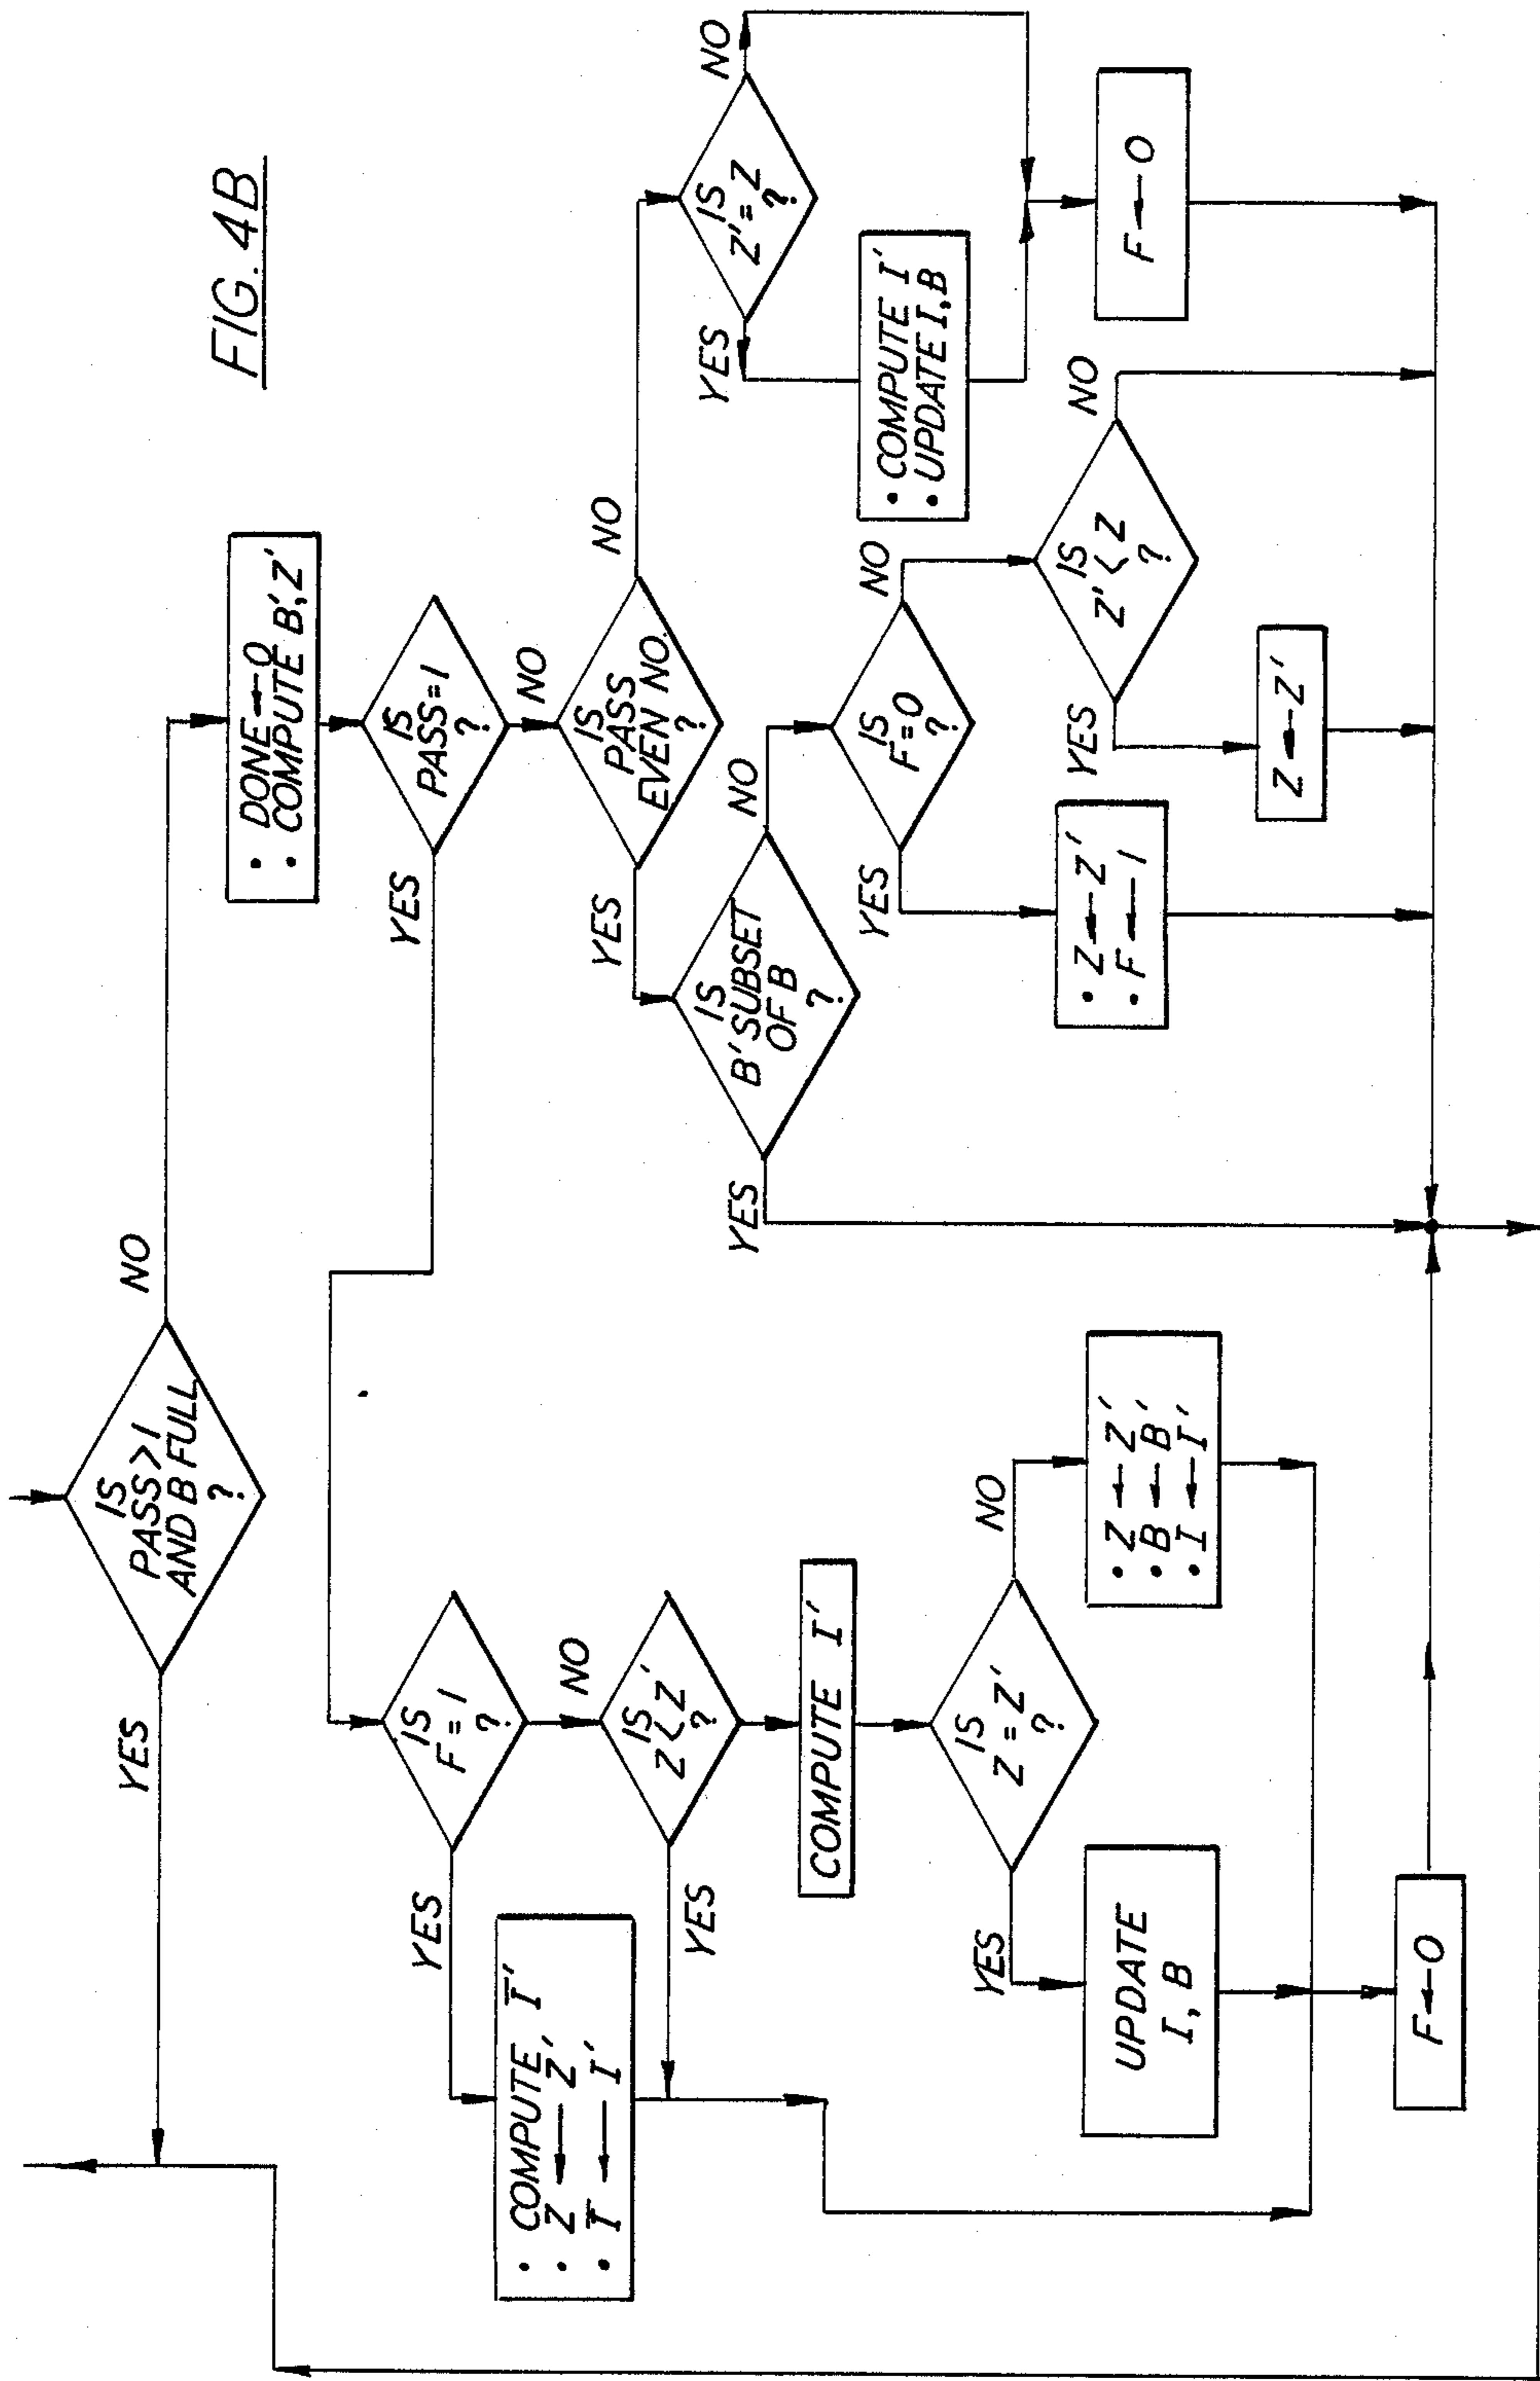 FIG. 4B
IS
PASS>1
AND B FULL
?
YES
NO
• DONE←0
• COMPUTE B', Z'
IS
PASS=1
?
YES
NO
IS
F=1
?
YES
NO
• COMPUTE, I'
• Z ← Z'
• I ← I'
IS
Z<Z'
?
YES
COMPUTE I'
IS
Z=Z'
?
YES
NO
UPDATE
I, B
• Z ← Z'
• B ← B'
• I ← I'
F←0
IS
PASS
EVEN NO.
?
YES
NO
IS
B' SUBSET
OF B
?
YES
NO
IS
F=0
?
YES
NO
• Z←Z'
• F←1
IS
Z'<Z
?
YES
NO
Z←Z'
IS
Z'=Z
?
YES
NO
• COMPUTE I'
• UPDATE I, B
F←0